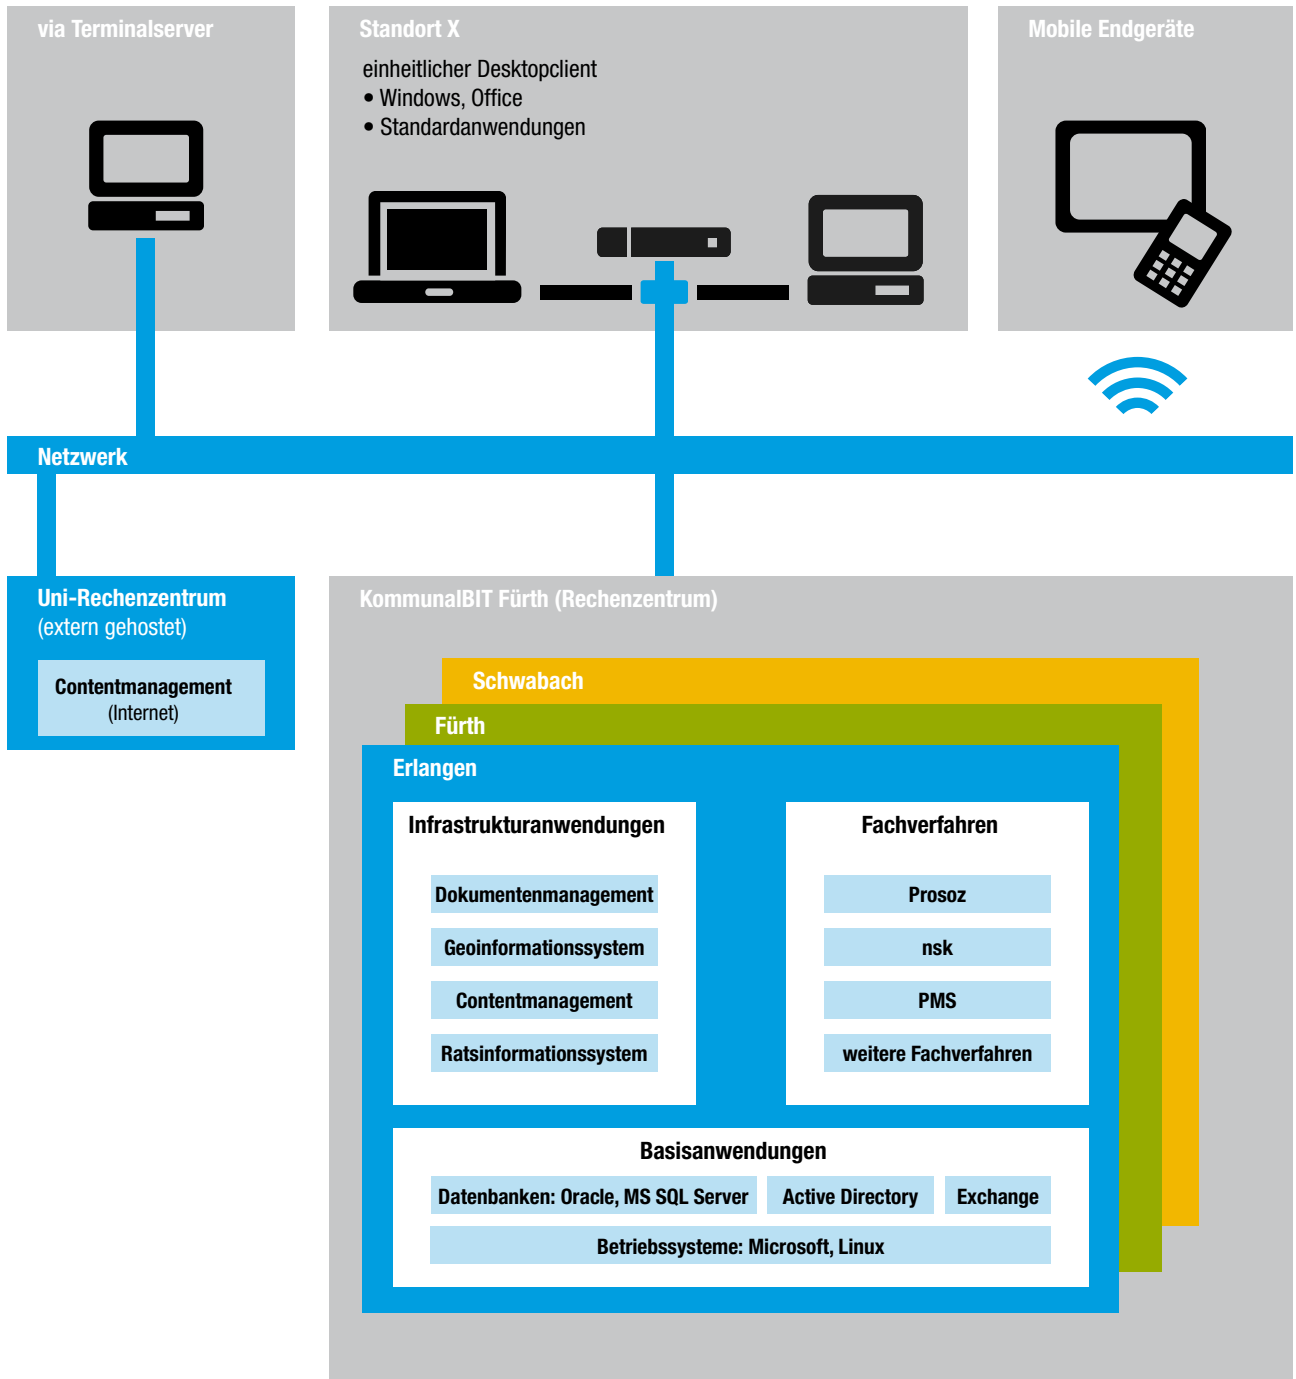 via Terminalserver
Standort X
einheitlicher Desktopclient
• Windows, Office
• Standardanwendungen
Mobile Endgeräte
Netzwerk
Uni-Rechenzentrum
(extern gehostet)
Contentmanagement
(Internet)
KommunalBIT Fürth (Rechenzentrum)
Schwabach
Fürth
Erlangen
Infrastrukturanwendungen
Dokumentenmanagement
Geoinformationssystem
Contentmanagement
Ratsinformationssystem
Fachverfahren
Prosoz
nsk
PMS
weitere Fachverfahren
Basisanwendungen
Datenbanken: Oracle, MS SQL Server
Active Directory
Exchange
Betriebssysteme: Microsoft, Linux